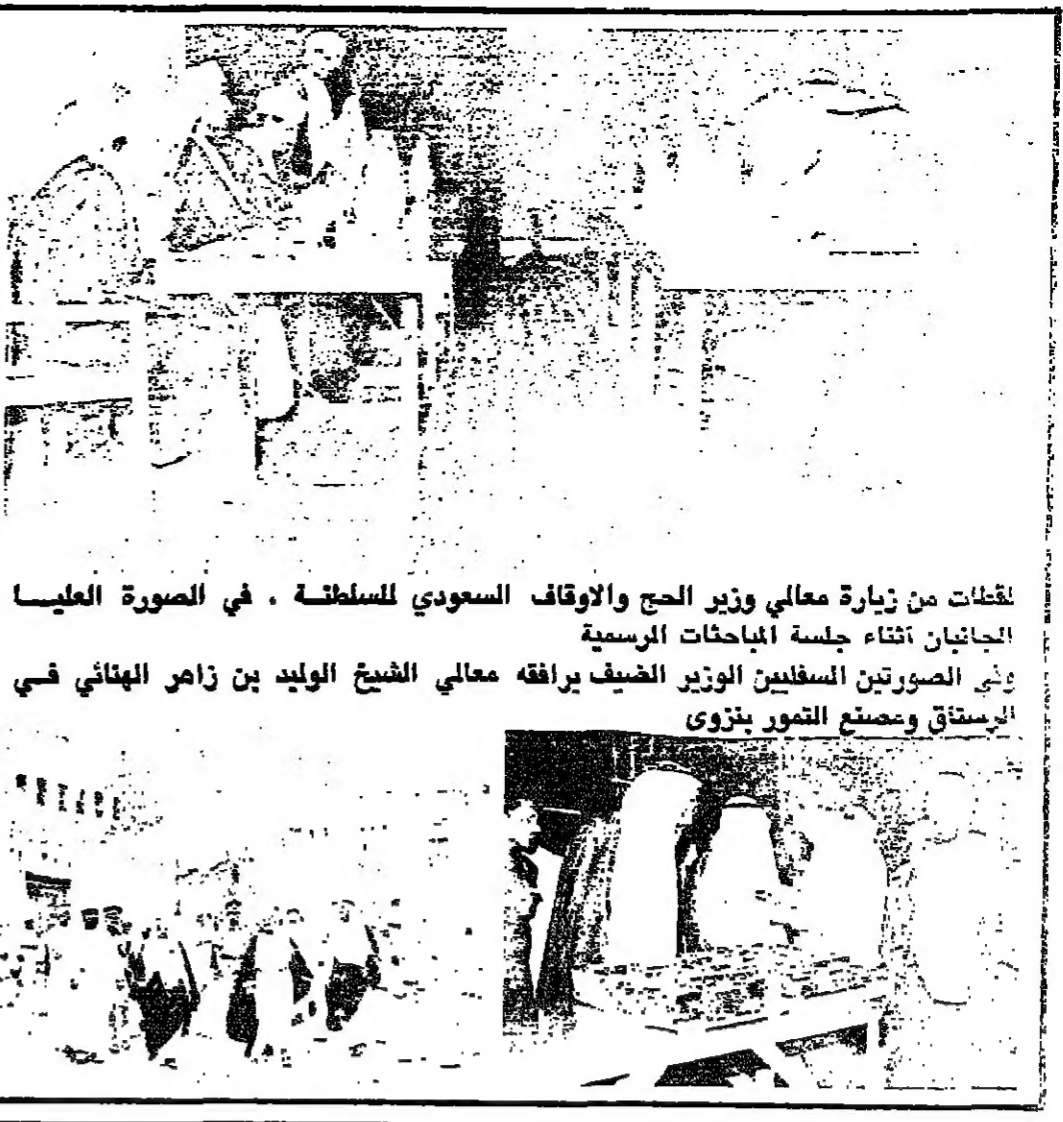 لقطات من زيارة معالي وزير الحج والاوقاف السعودي للسلطنة . في الصورة العليا
الجانبان أثناء جلسة المباحثات الرسمية
وفي الصورتين السفليين الوزير الضيف يرافقه معالي الشيخ الوليد بن زاهر الهنائي في
الرستاق ومصنع التمور بنزوى